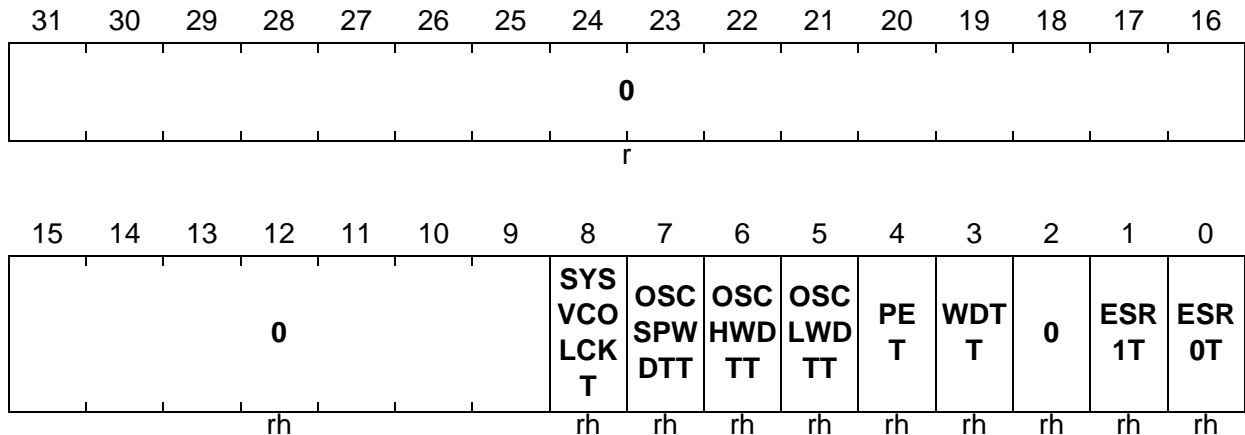 31 30 29 28 27 26 25 24 23 22 21 20 19 18 17 16
0
r
15 14 13 12 11 10 9 8 7 6 5 4 3 2 1 0
0
SYS
VCO
LCK
T
OSC
SPW
DTT
OSC
HWD
TT
OSC
LWD
TT
PE
T
WDT
T
0
ESR
1T
ESR
0T
rh rh rh rh rh rh rh rh rh rh